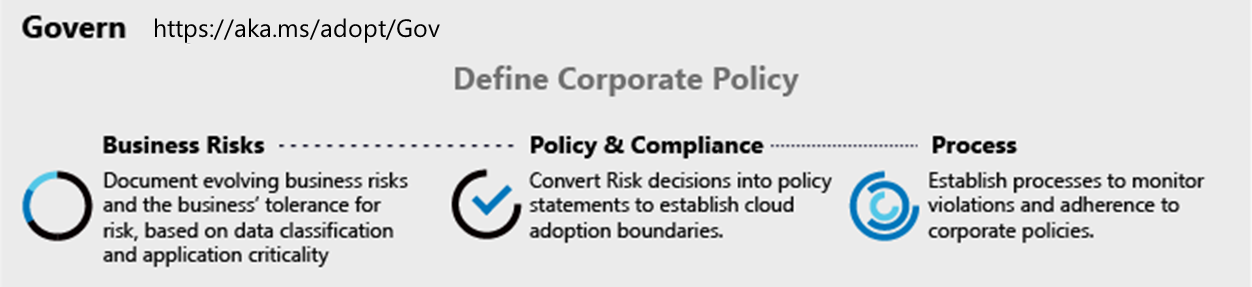 Govern https://aka.ms/adopt/Gov
Define Corporate Policy
Business Risks
Document evolving business risks
and the business’ tolerance for
risk, based on data classification
and application criticality
Policy & Compliance
Convert Risk decisions into policy
statements to establish cloud
adoption boundaries.
Process
Establish processes to monitor
violations and adherence to
corporate policies.